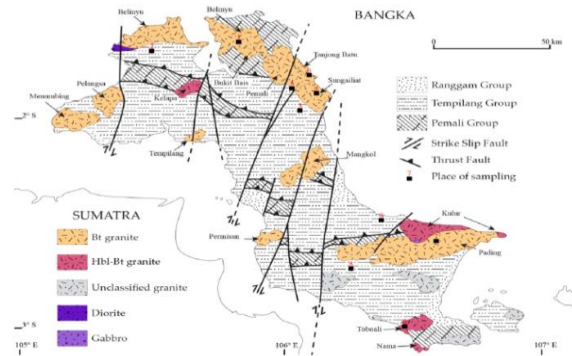 BANGKA
Belinyu
Belinyu
0
50 km
Tanjong Batu
Sungailiat
Bukit Bais
Pemali
Pelangas
Kelapa
Menumbing
2° S
Tempilang
Mangkol
Ranggam Group
Tempilang Group
Pemali Group
Strike Slip Fault
Thrust Fault
Place of sampling
SUMATRA
Bt granite
Hbl-Bt granite
Unclassified granite
Diorite
Gabbro
Permisan
Kulur
Pading
Toboali
Nama
3° S
105° E
106° E
107° E